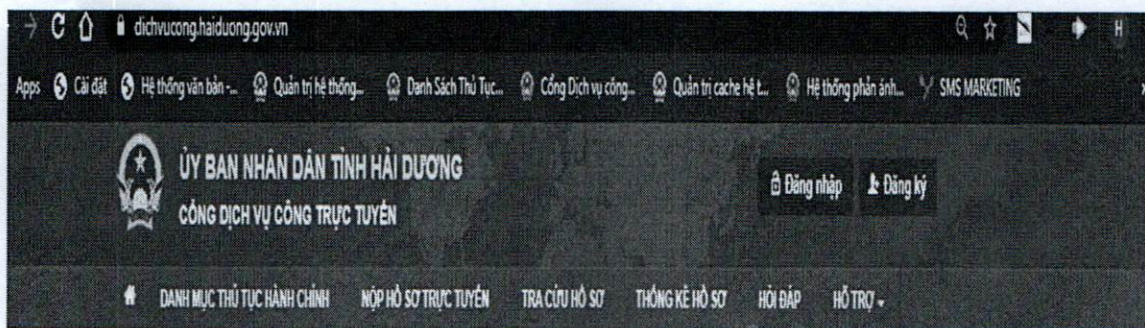 dichvucong.haiduong.gov.vn H
Apps Cài đặt Hệ thống văn bản -... Quản trị hệ thống... Danh Sách Thủ Tục... Cổng Dịch vụ công... Quản trị cache hệ t... Hệ thống phản ánh... SMS MARKETING »
ỦY BAN NHÂN DÂN TỈNH HẢI DƯƠNG
CỔNG DỊCH VỤ CÔNG TRỰC TUYẾN
Đăng nhập Đăng ký
DANH MỤC THỦ TỤC HÀNH CHÍNH NỘP HỒ SƠ TRỰC TUYẾN TRA CỨU HỒ SƠ THỐNG KÊ HỒ SƠ HỎI ĐÁP HỖ TRỢ